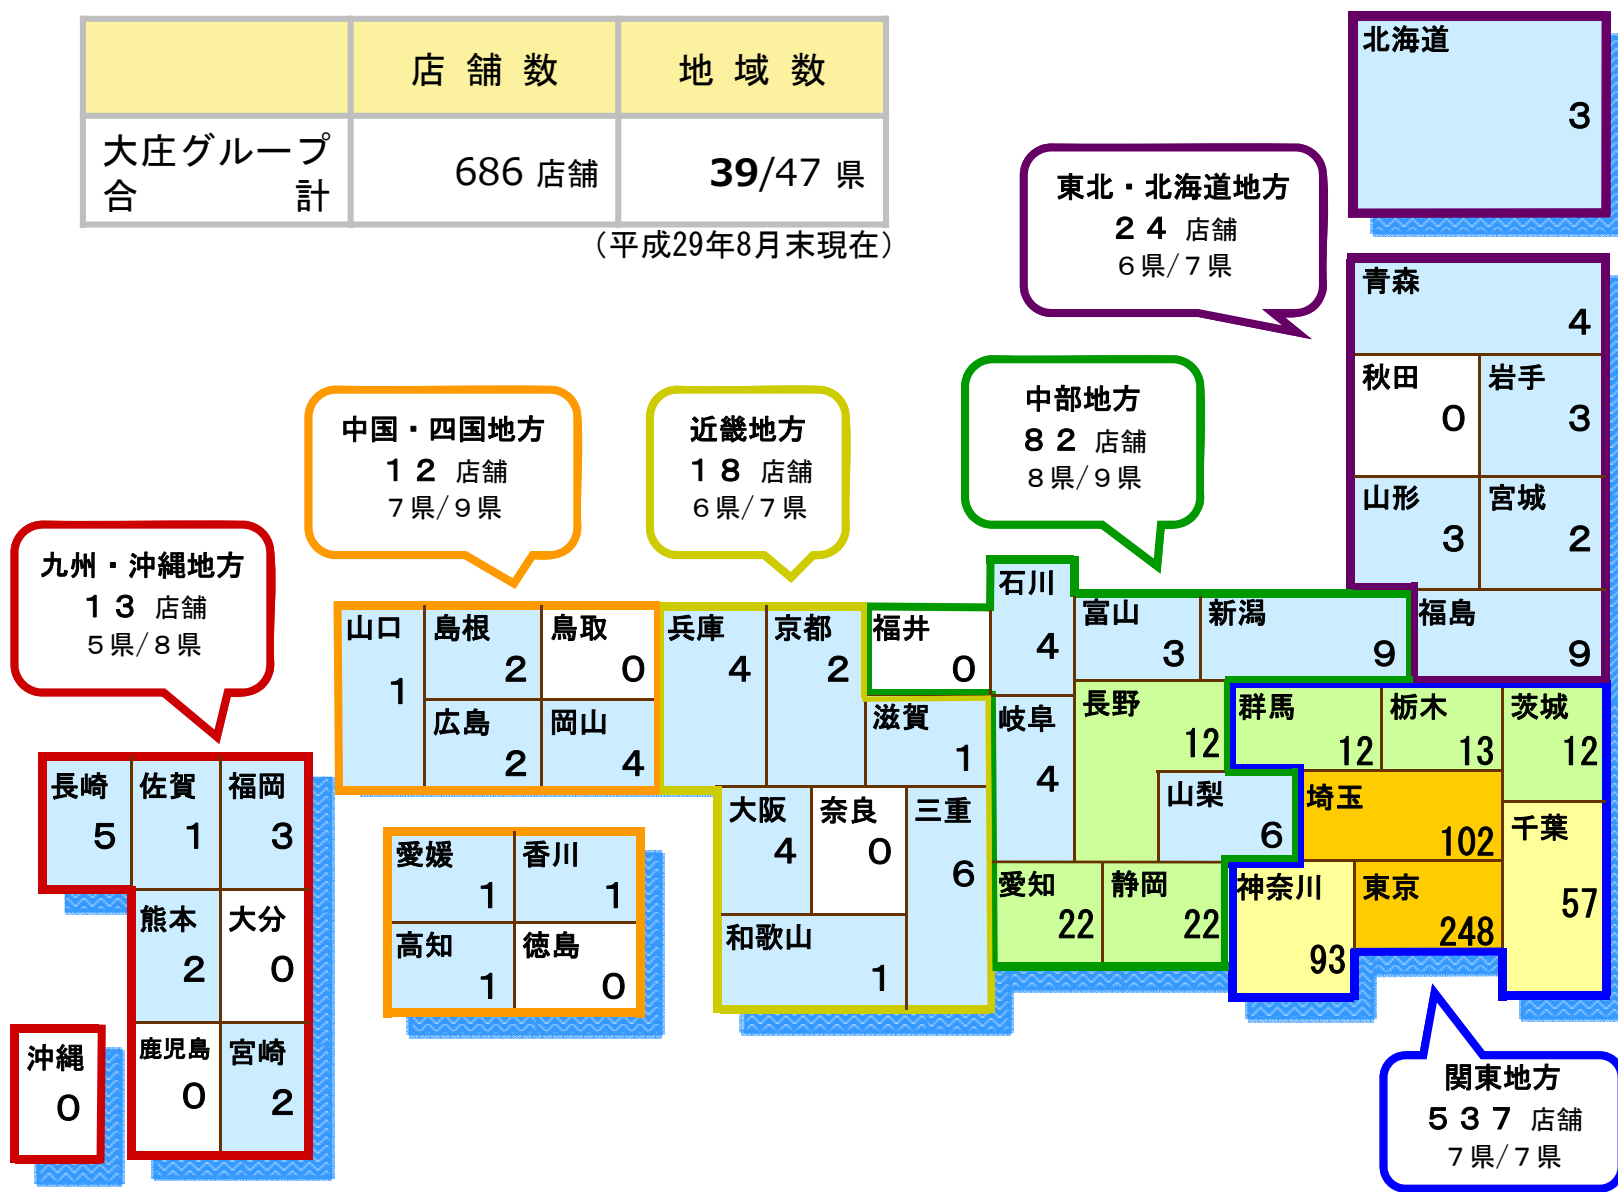 店 舗 数
地 域 数
大庄グループ
合　　　　計
686 店舗
39/47 県
（平成29年8月末現在）
北海道
3
東北・北海道地方
２４ 店舗
６県/７県
青森
4
秋田
0
岩手
3
山形
3
宮城
2
福島
9
中部地方
８２ 店舗
８県/９県
石川
4
富山
3
新潟
9
福井
0
岐阜
4
長野
12
山梨
6
愛知
22
静岡
22
近畿地方
１８ 店舗
６県/７県
兵庫
4
京都
2
滋賀
1
大阪
4
奈良
0
三重
6
和歌山
1
中国・四国地方
１２ 店舗
７県/９県
山口
1
島根
2
鳥取
0
広島
2
岡山
4
愛媛
1
香川
1
高知
1
徳島
0
九州・沖縄地方
１３ 店舗
５県/８県
長崎
5
佐賀
1
福岡
3
熊本
2
大分
0
鹿児島
0
宮崎
2
沖縄
0
群馬
12
栃木
13
茨城
12
埼玉
102
千葉
57
神奈川
93
東京
248
関東地方
５３７ 店舗
７県/７県